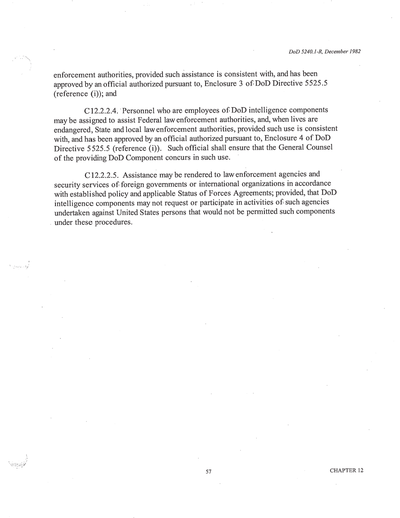 DoD 5240.1-R, December 1982
enforcement authorities, provided such assistance is consistent with, and has been
approved by an official authorized pursuant to, Enclosure 3 of DoD Directive 5525.5
(reference (i)); and
C12.2.2.4. Personnel who are employees of DoD intelligence components
may be assigned to assist Federal law enforcement authorities, and, when lives are
endangered, State and local law enforcement authorities, provided such use is consistent
with, and has been approved by an official authorized pursuant to, Enclosure 4 of DoD
Directive 5525.5 (reference (i)). Such official shall ensure that the General Counsel
of the providing DoD Component concurs in such use.
C12.2.2.5. Assistance may be rendered to law enforcement agencies and
security services of foreign governments or international organizations in accordance
with established policy and applicable Status of Forces Agreements; provided, that DoD
intelligence components may not request or participate in activities of such agencies
undertaken against United States persons that would not be permitted such components
under these procedures.
57
CHAPTER 12